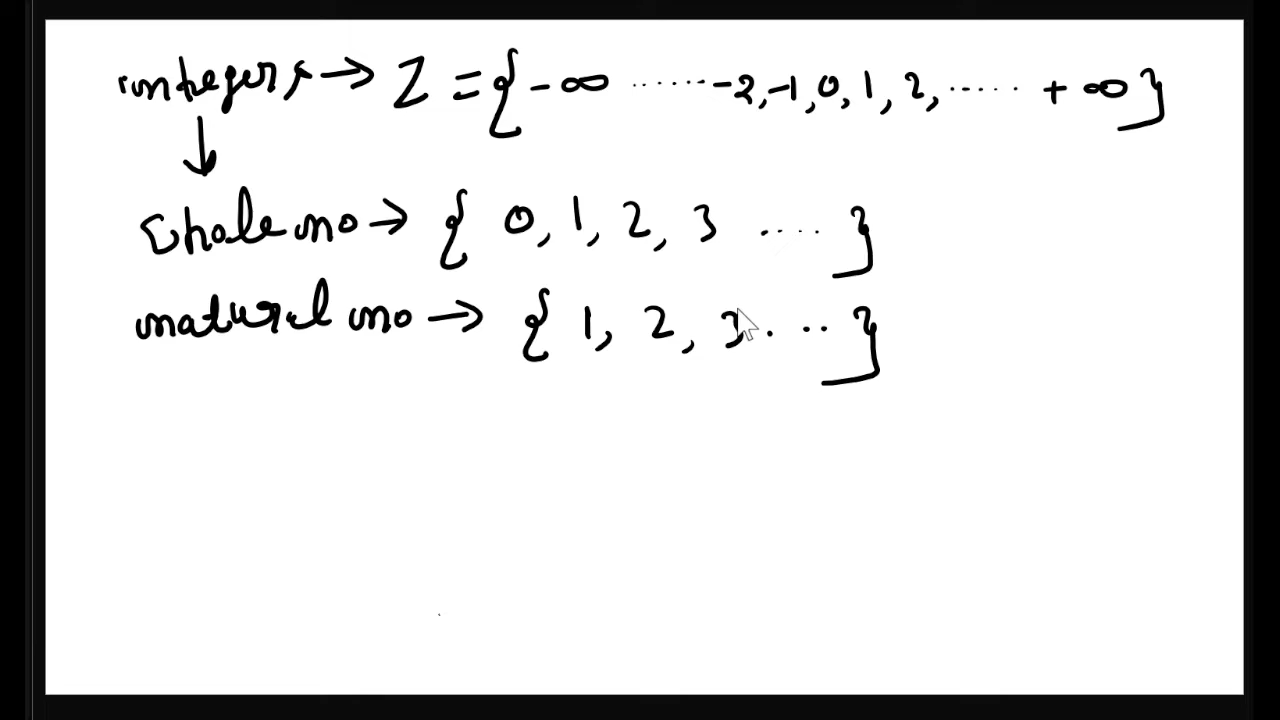 integers → Z = {-∞ ...... -2, -1, 0, 1, 2, ...... +∞}
↓
whole no → { 0, 1, 2, 3 ..... }
natural no → { 1, 2, 3 . .. }